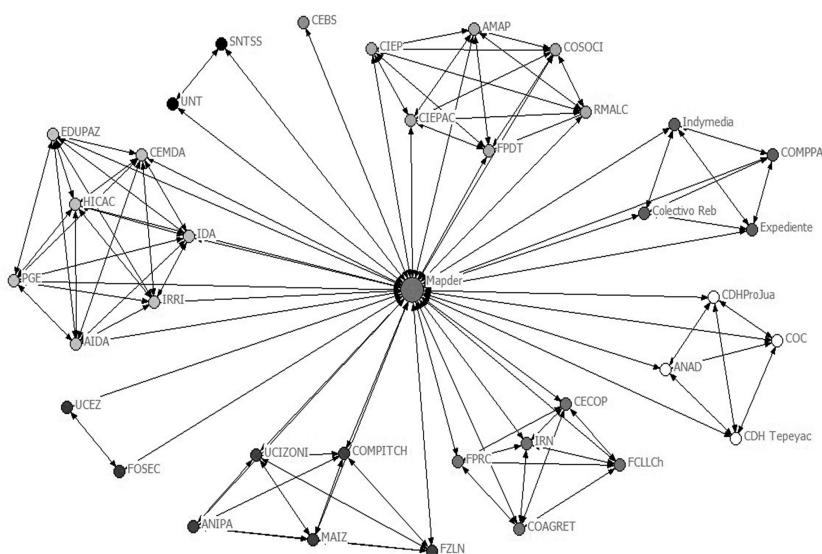 CEBS
SNTSS
AMAP
CIEP
COSOCI
UNT
RMALC
CIEPAC
Indymedia
EDUPAZ
FPDT
CEMDA
COMPPA
HICAC
Colectivo Reb
IDA
Expediente
PGE
Mapder
IRRI
CDHProJua
AIDA
COC
ANAD
UCEZ
CECOP
CDH Tepeyac
IRN
UCIZONI
COMPITCH
FPRC
FCLLCh
FOSEC
ANIPA
COAGRET
MAIZ
FZLN